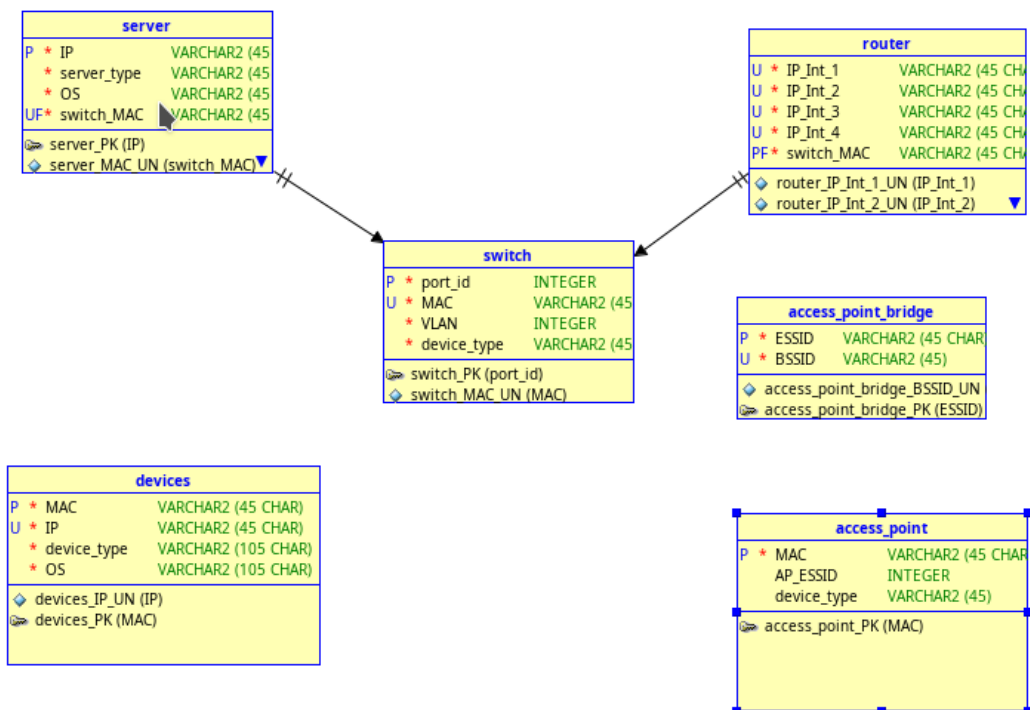 server
P * IP VARCHAR2 (45
* server_type VARCHAR2 (45
* OS VARCHAR2 (45
UF* switch_MAC VARCHAR2 (45
server_PK (IP)
server_MAC_UN (switch_MAC)
router
U * IP_Int_1 VARCHAR2 (45 CHA
U * IP_Int_2 VARCHAR2 (45 CHA
U * IP_Int_3 VARCHAR2 (45 CHA
U * IP_Int_4 VARCHAR2 (45 CHA
PF* switch_MAC VARCHAR2 (45 CHA
router_IP_Int_1_UN (IP_Int_1)
router_IP_Int_2_UN (IP_Int_2)
switch
P * port_id INTEGER
U * MAC VARCHAR2 (45
* VLAN INTEGER
* device_type VARCHAR2 (45
switch_PK (port_id)
switch_MAC_UN (MAC)
access_point_bridge
P * ESSID VARCHAR2 (45 CHAR
U * BSSID VARCHAR2 (45)
access_point_bridge_BSSID_UN
access_point_bridge_PK (ESSID)
devices
P * MAC VARCHAR2 (45 CHAR)
U * IP VARCHAR2 (45 CHAR)
* device_type VARCHAR2 (105 CHAR)
* OS VARCHAR2 (105 CHAR)
devices_IP_UN (IP)
devices_PK (MAC)
access_point
P * MAC VARCHAR2 (45 CHAR
AP_ESSID INTEGER
device_type VARCHAR2 (45)
access_point_PK (MAC)